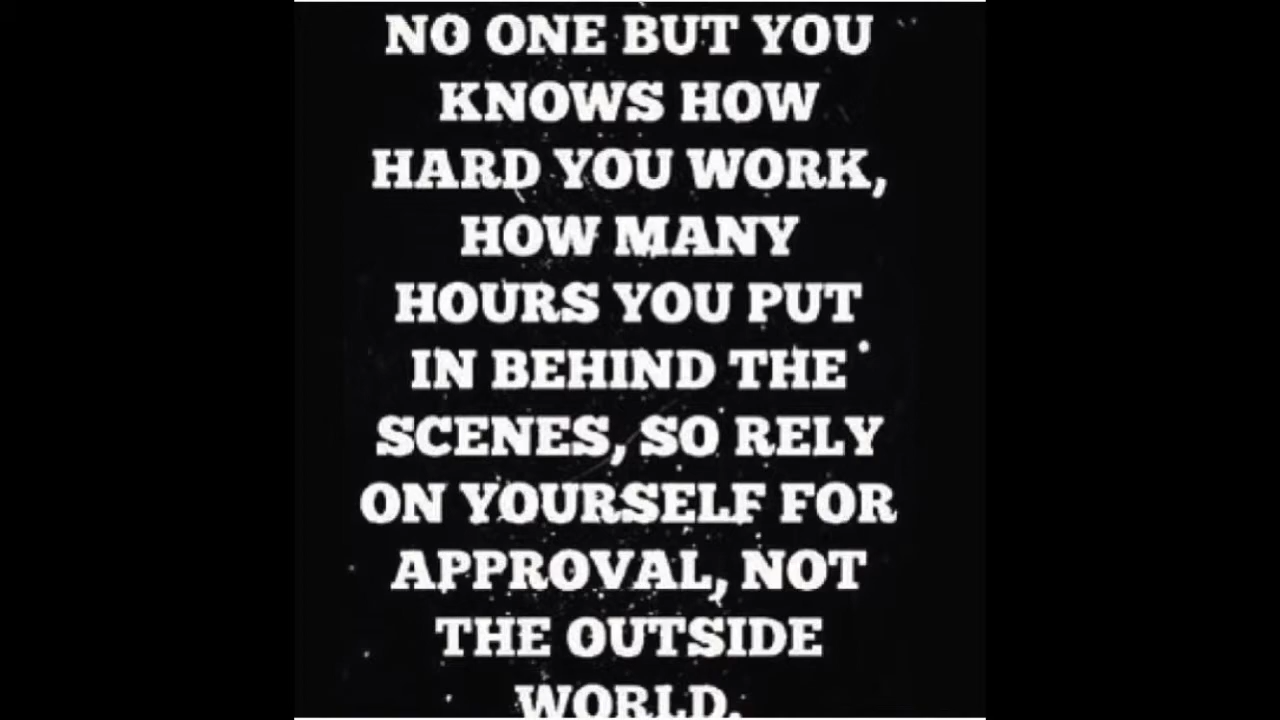 NO ONE BUT YOU
KNOWS HOW
HARD YOU WORK,
HOW MANY
HOURS YOU PUT
IN BEHIND THE
SCENES, SO RELY
ON YOURSELF FOR
APPROVAL, NOT
THE OUTSIDE
WORLD.